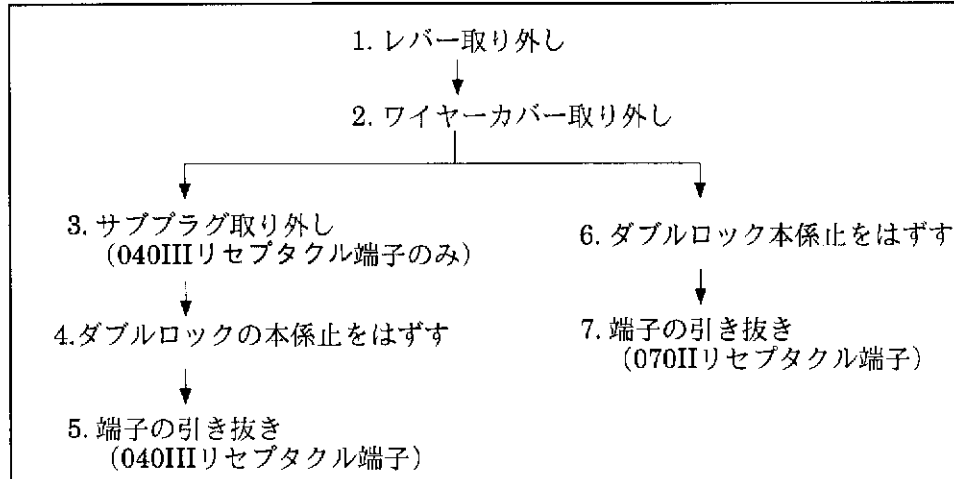 1. レバー取り外し
2. ワイヤーカバー取り外し
3. サブプラグ取り外し
(040IIIリセプタクル端子のみ)
4.ダブルロックの本係止をはずす
5. 端子の引き抜き
(040IIIリセプタクル端子)
6. ダブルロック本係止をはずす
7. 端子の引き抜き
(070IIリセプタクル端子)